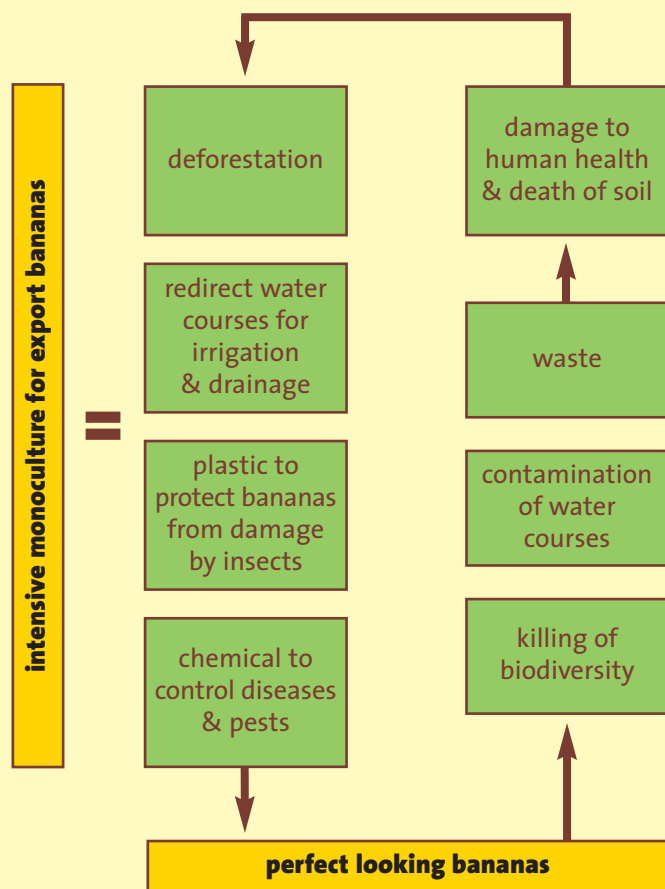 intensive monoculture for export bananas
=
deforestation
redirect water
courses for
irrigation
& drainage
plastic to
protect bananas
from damage
by insects
chemical to
control diseases
& pests
perfect looking bananas
killing of
biodiversity
contamination
of water
courses
waste
damage to
human health
& death of soil